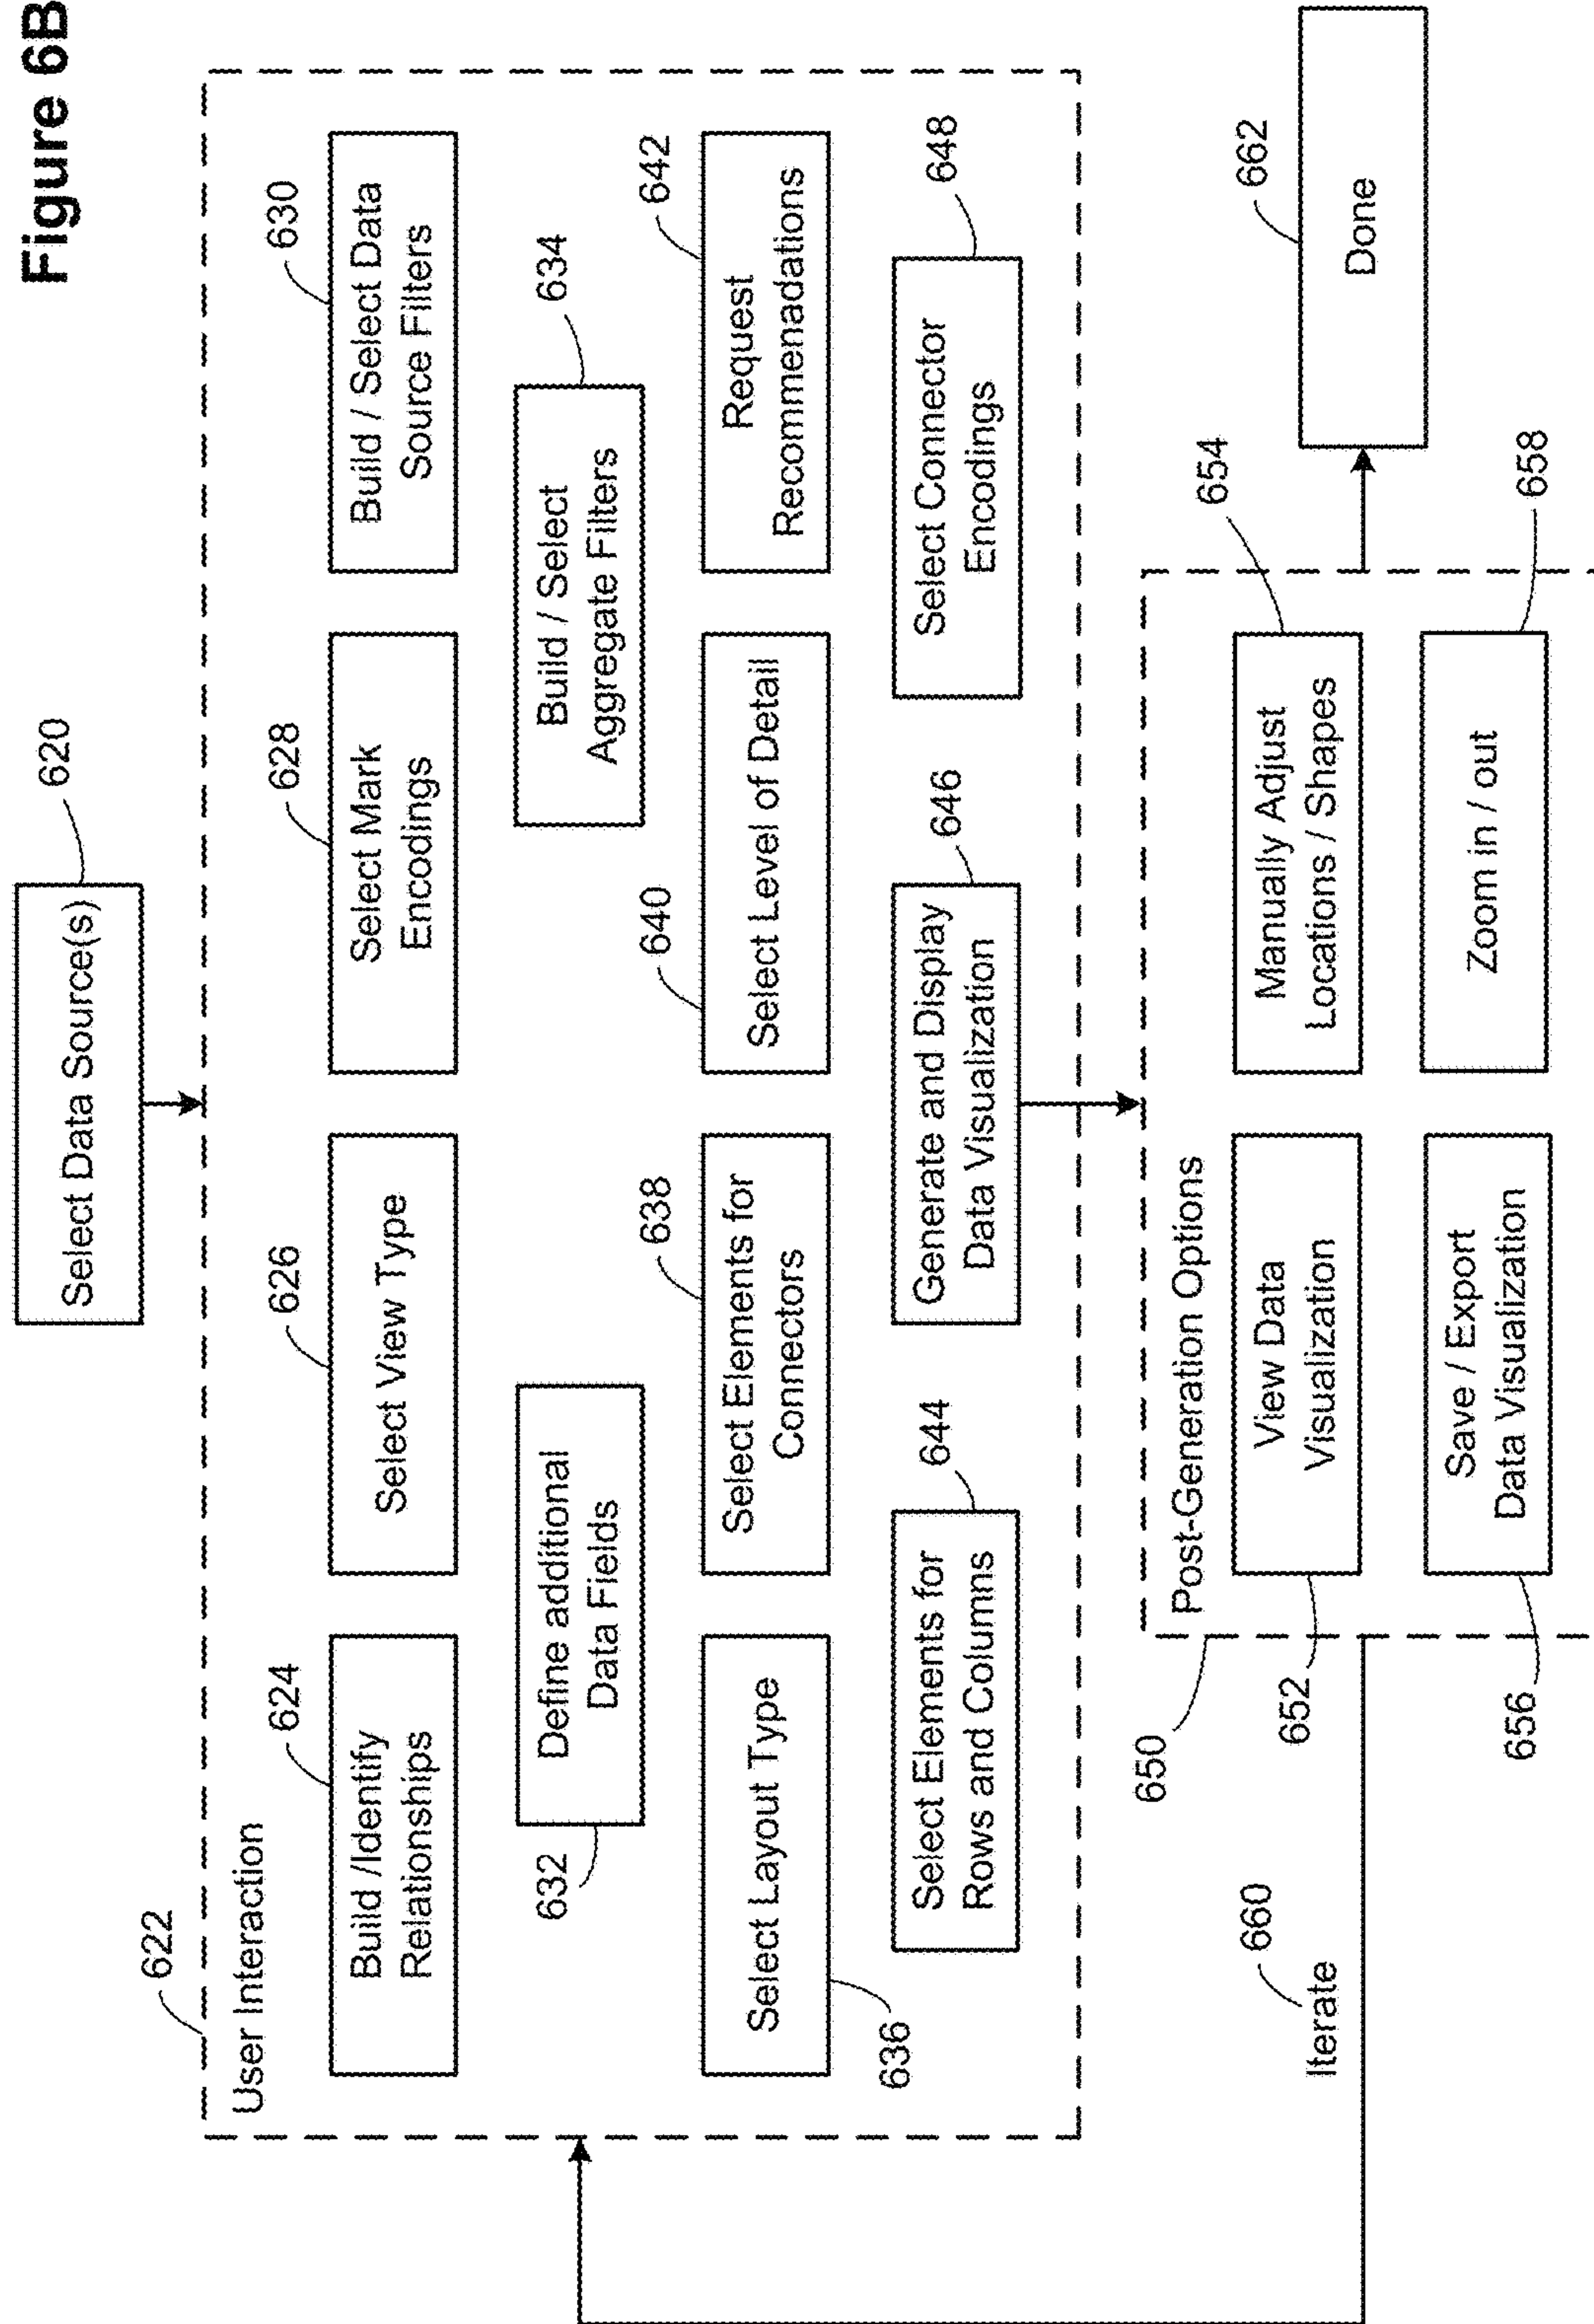 Figure 6B
620
Select Data Source(s)
622
User Interaction
624
Build /Identify
Relationships
626
Select View Type
628
Select Mark
Encodings
630
Build / Select Data
Source Filters
632
Define additional
Data Fields
634
Build / Select
Aggregate Filters
636
Select Layout Type
638
Select Elements for
Connectors
640
Select Level of Detail
642
Request
Recommenadations
644
Select Elements for
Rows and Columns
646
Generate and Display
Data Visualization
648
Select Connector
Encodings
650
Post-Generation Options
652
View Data
Visualization
654
Manually Adjust
Locations / Shapes
656
Save / Export
Data Visualization
658
Zoom in / out
660
Iterate
662
Done